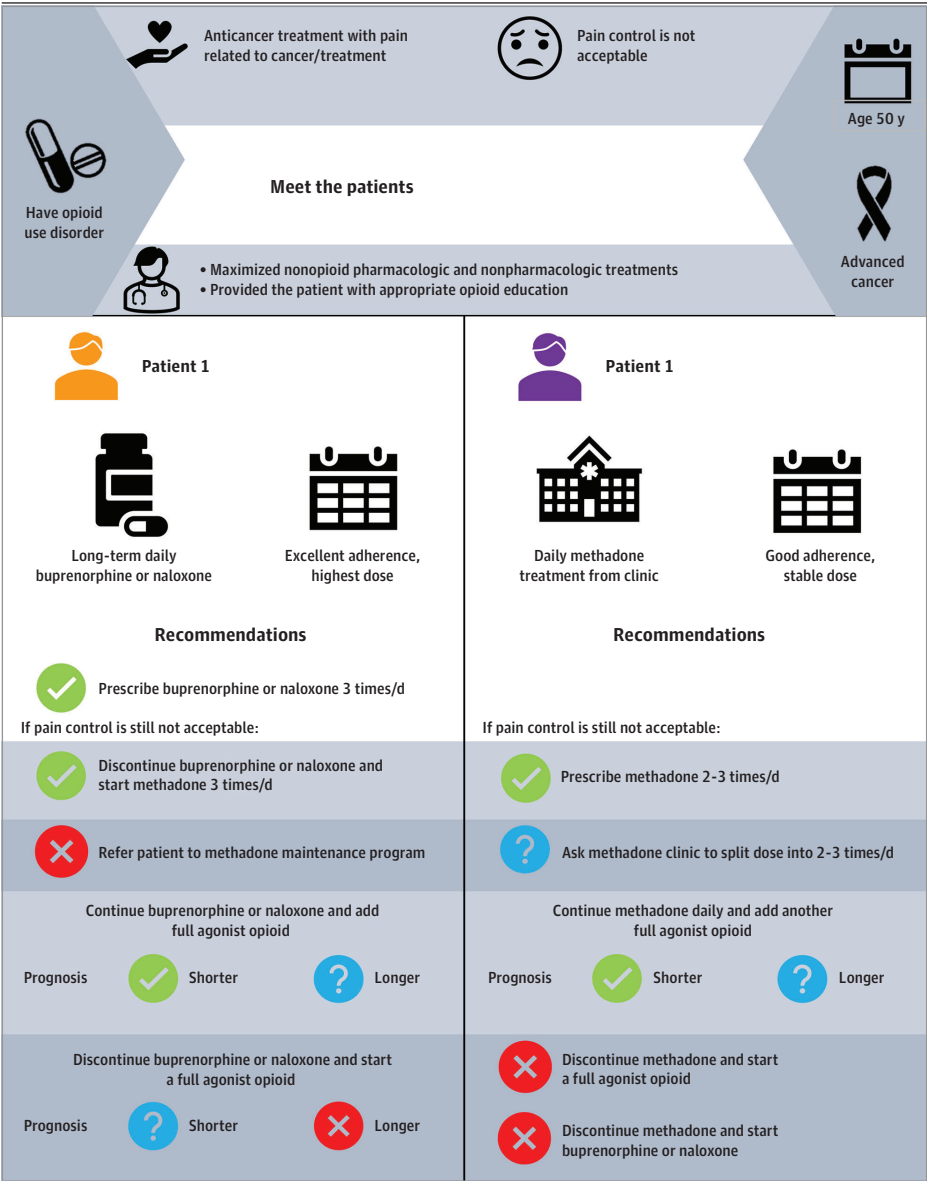 Anticancer treatment with pain
related to cancer/treatment
Pain control is not
acceptable
Age 50 y
Have opioid
use disorder
Meet the patients
Advanced
cancer
• Maximized nonopioid pharmacologic and nonpharmacologic treatments
• Provided the patient with appropriate opioid education
Patient 1
Long-term daily
buprenorphine or naloxone
Excellent adherence,
highest dose
Recommendations
Prescribe buprenorphine or naloxone 3 times/d
If pain control is still not acceptable:
Discontinue buprenorphine or naloxone and
start methadone 3 times/d
Refer patient to methadone maintenance program
Continue buprenorphine or naloxone and add
full agonist opioid
Prognosis
Shorter
Longer
Discontinue buprenorphine or naloxone and start
a full agonist opioid
Prognosis
Shorter
Longer
Patient 1
Daily methadone
treatment from clinic
Good adherence,
stable dose
Recommendations
If pain control is still not acceptable:
Prescribe methadone 2-3 times/d
Ask methadone clinic to split dose into 2-3 times/d
Continue methadone daily and add another
full agonist opioid
Prognosis
Shorter
Longer
Discontinue methadone and start
a full agonist opioid
Discontinue methadone and start
buprenorphine or naloxone